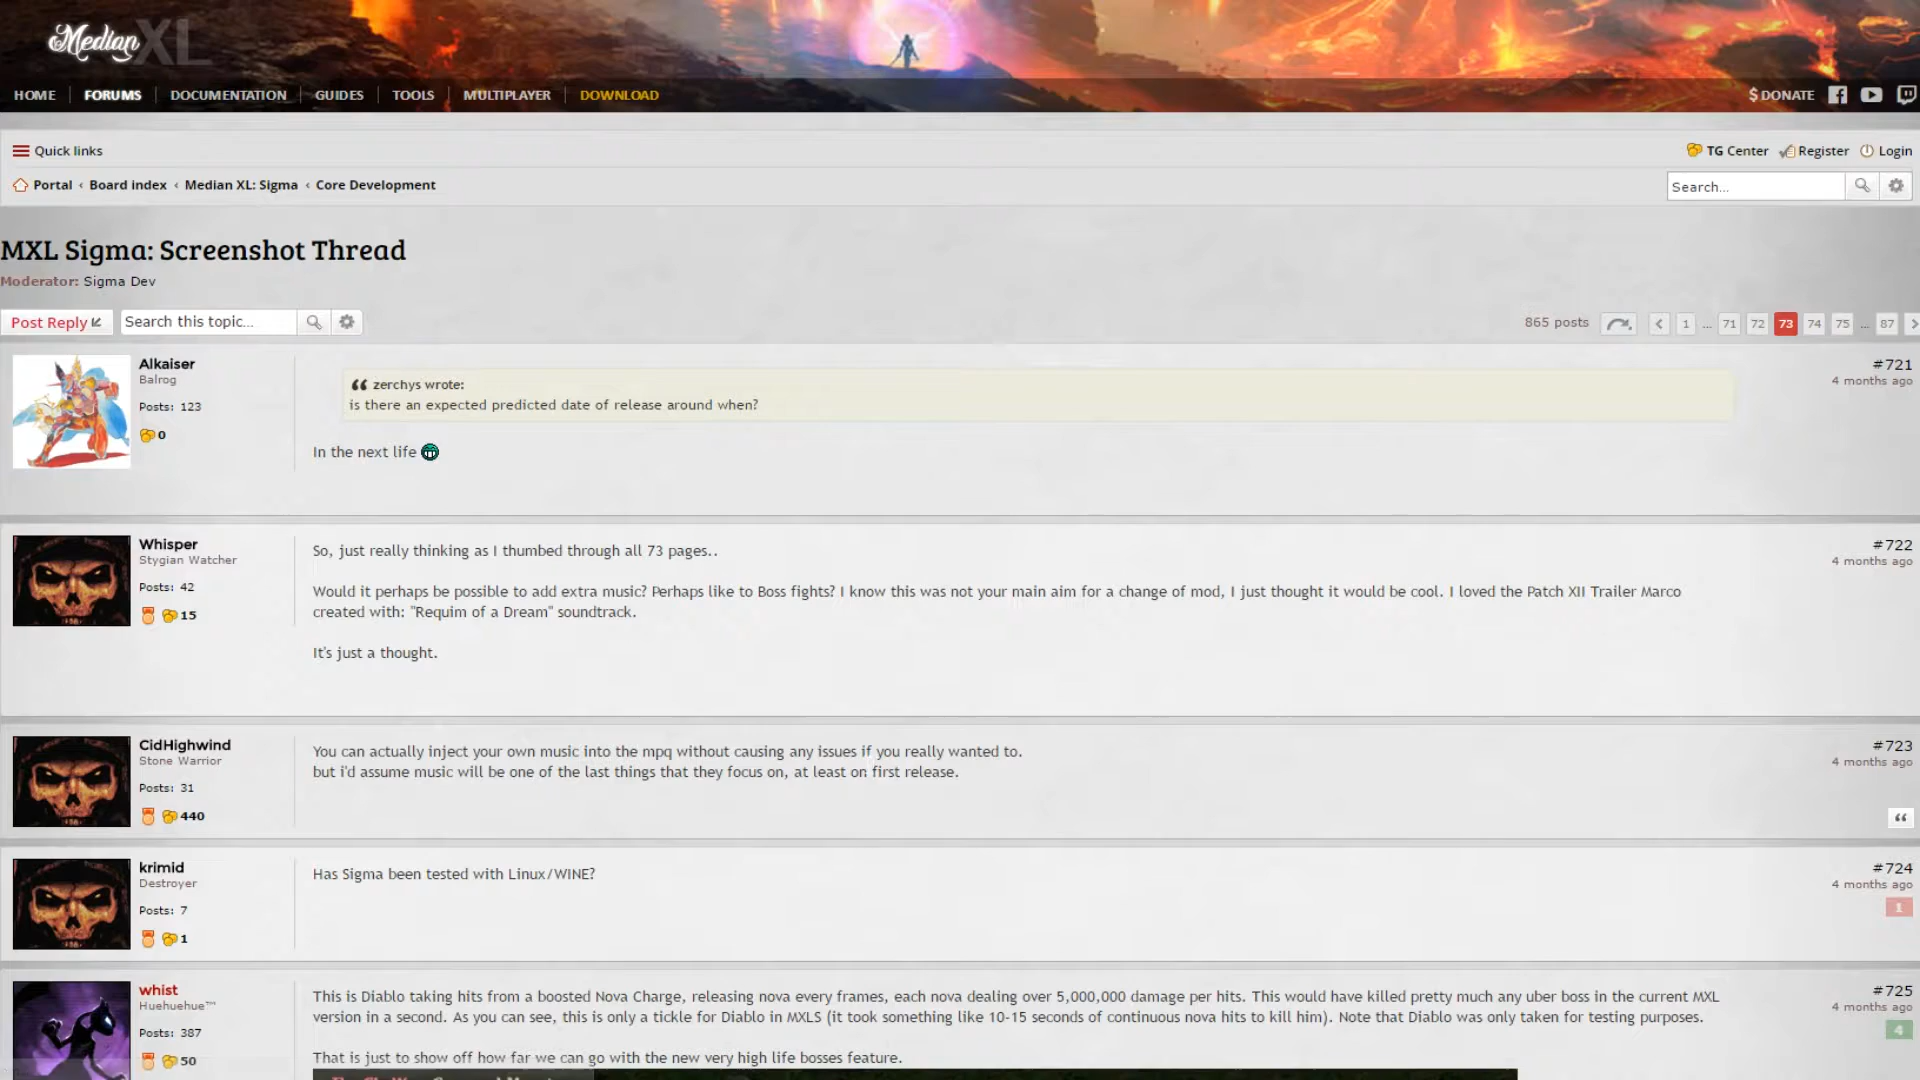 Median XL
HOME FORUMS DOCUMENTATION GUIDES TOOLS MULTIPLAYER DOWNLOAD $ DONATE
Quick links TG Center Register Login
Portal ‹ Board index ‹ Median XL: Sigma ‹ Core Development Search...
MXL Sigma: Screenshot Thread
Moderator: Sigma Dev
Post Reply Search this topic... 865 posts 1 ... 71 72 73 74 75 ... 87
Alkaiser
Balrog
Posts: 123
0
zerchys wrote:
is there an expected predicted date of release around when?
In the next life
#721
4 months ago
Whisper
Stygian Watcher
Posts: 42
15
So, just really thinking as I thumbed through all 73 pages..
Would it perhaps be possible to add extra music? Perhaps like to Boss fights? I know this was not your main aim for a change of mod, I just thought it would be cool. I loved the Patch XII Trailer Marco
created with: "Requim of a Dream" soundtrack.
It's just a thought.
#722
4 months ago
CidHighwind
Stone Warrior
Posts: 31
440
You can actually inject your own music into the mpq without causing any issues if you really wanted to.
but i'd assume music will be one of the last things that they focus on, at least on first release.
#723
4 months ago
krimid
Destroyer
Posts: 7
1
Has Sigma been tested with Linux/WINE?
#724
4 months ago
1
whist
Huehuehue™
Posts: 387
50
This is Diablo taking hits from a boosted Nova Charge, releasing nova every frames, each nova dealing over 5,000,000 damage per hits. This would have killed pretty much any uber boss in the current MXL
version in a second. As you can see, this is only a tickle for Diablo in MXLS (it took something like 10-15 seconds of continuous nova hits to kill him). Note that Diablo was only taken for testing purposes.
That is just to show off how far we can go with the new very high life bosses feature.
#725
4 months ago
4